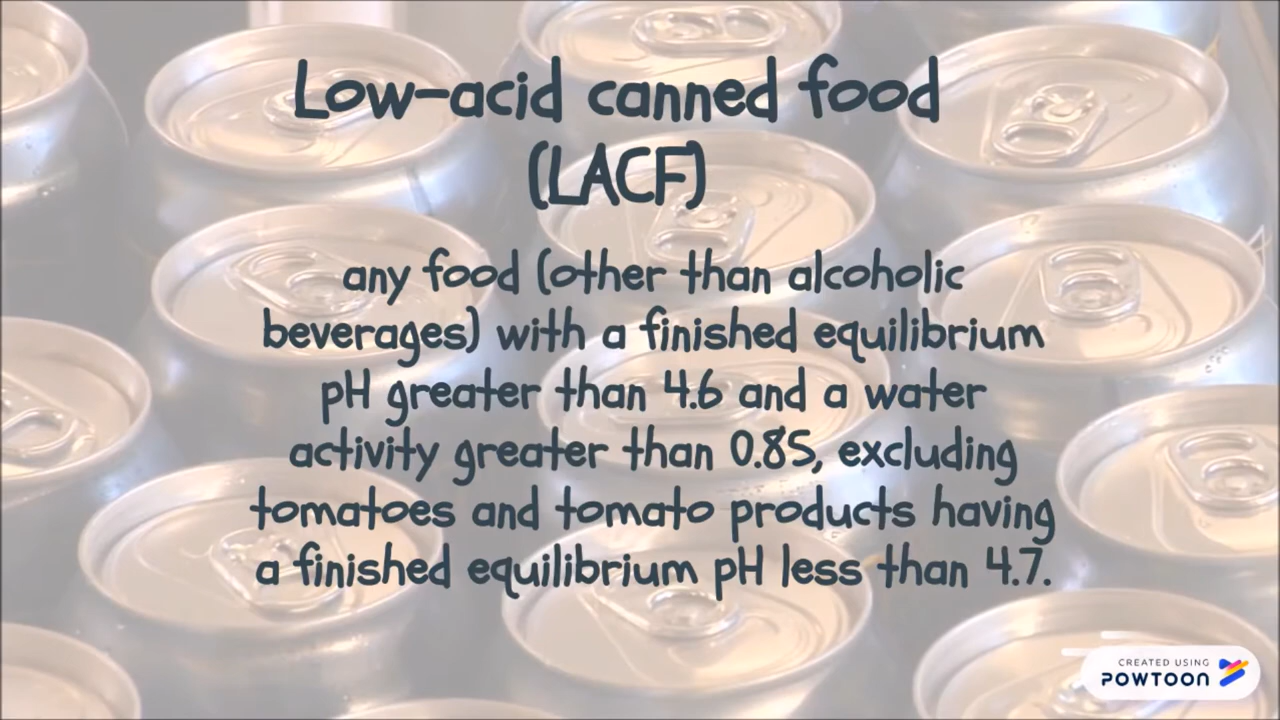 Low-acid canned food
(LACF)
any food (other than alcoholic
beverages) with a finished equilibrium
pH greater than 4.6 and a water
activity greater than 0.85, excluding
tomatoes and tomato products having
a finished equilibrium pH less than 4.7.
CREATED USING
POWTOON